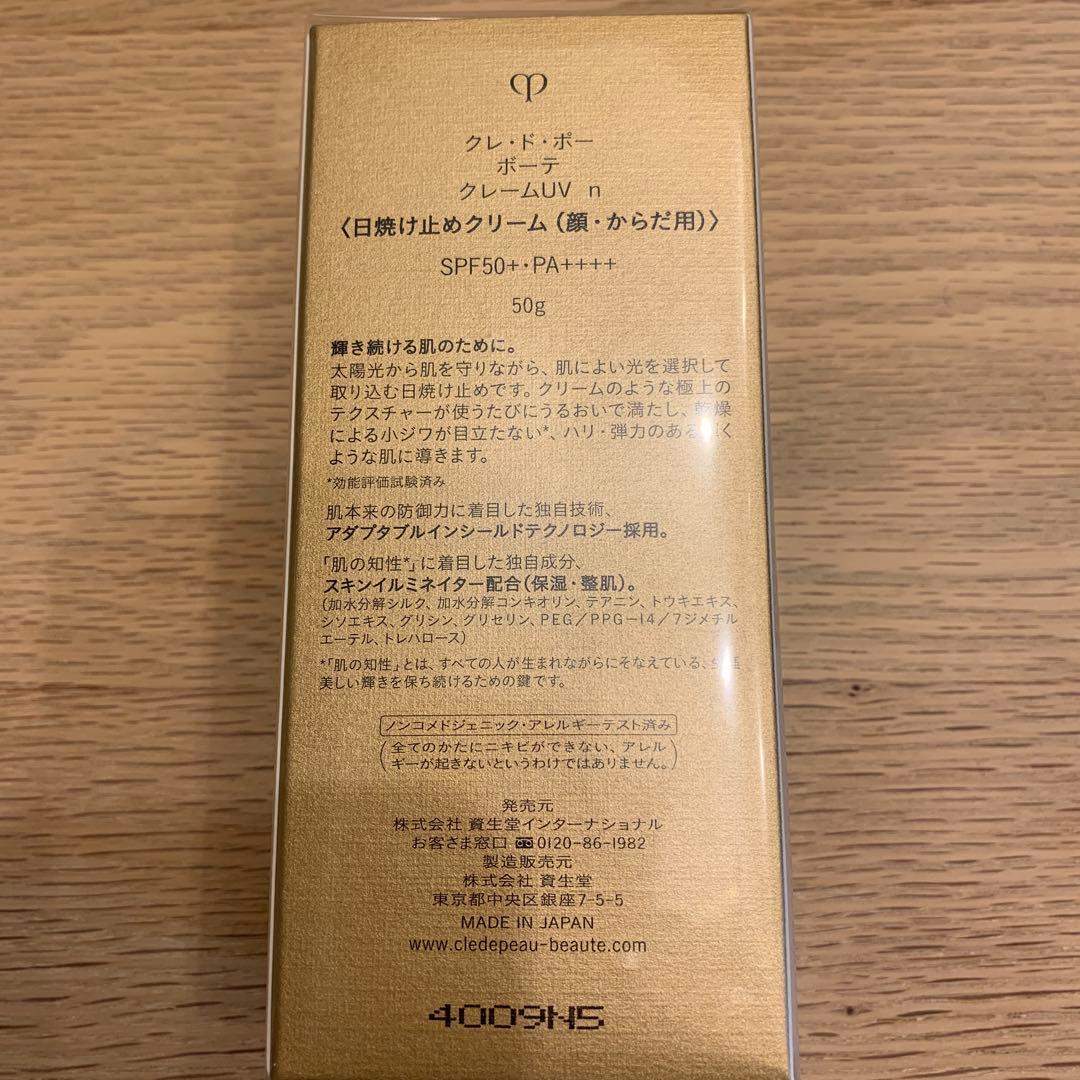 クレ・ド・ポー
ボーテ
クレームUV n
〈日焼け止めクリーム（顔・からだ用）〉
SPF50+・PA++++
50g
輝き続ける肌のために。
太陽光から肌を守りながら、肌によい光を選択して
取り込む日焼け止めです。クリームのような極上の
テクスチャーが使うたびにうるおいで満たし、乾燥
による小ジワが目立たない*、ハリ・弾力のある く
ような肌に導きます。
*効能評価試験済み
肌本来の防御力に着目した独自技術、
アダプタブルインシールドテクノロジー採用。
「肌の知性*」に着目した独自成分、
スキンイルミネイター配合（保湿・整肌）。
（加水分解シルク、加水分解コンキオリン、テアニン、トウキエキス、
シソエキス、グリシン、グリセリン、PEG／PPG－14／7ジメチル
エーテル、トレハロース）
*「肌の知性」とは、すべての人が生まれながらにそなえている、
美しい輝きを保ち続けるための鍵です。
ノンコメドジェニック・アレルギーテスト済み
（全てのかたにニキビができない、アレル
ギーが起きないというわけではありません。）
発売元
株式会社 資生堂インターナショナル
お客さま窓口 0120-86-1982
製造販売元
株式会社 資生堂
東京都中央区銀座7-5-5
MADE IN JAPAN
www.cledepeau-beaute.com
4009N5